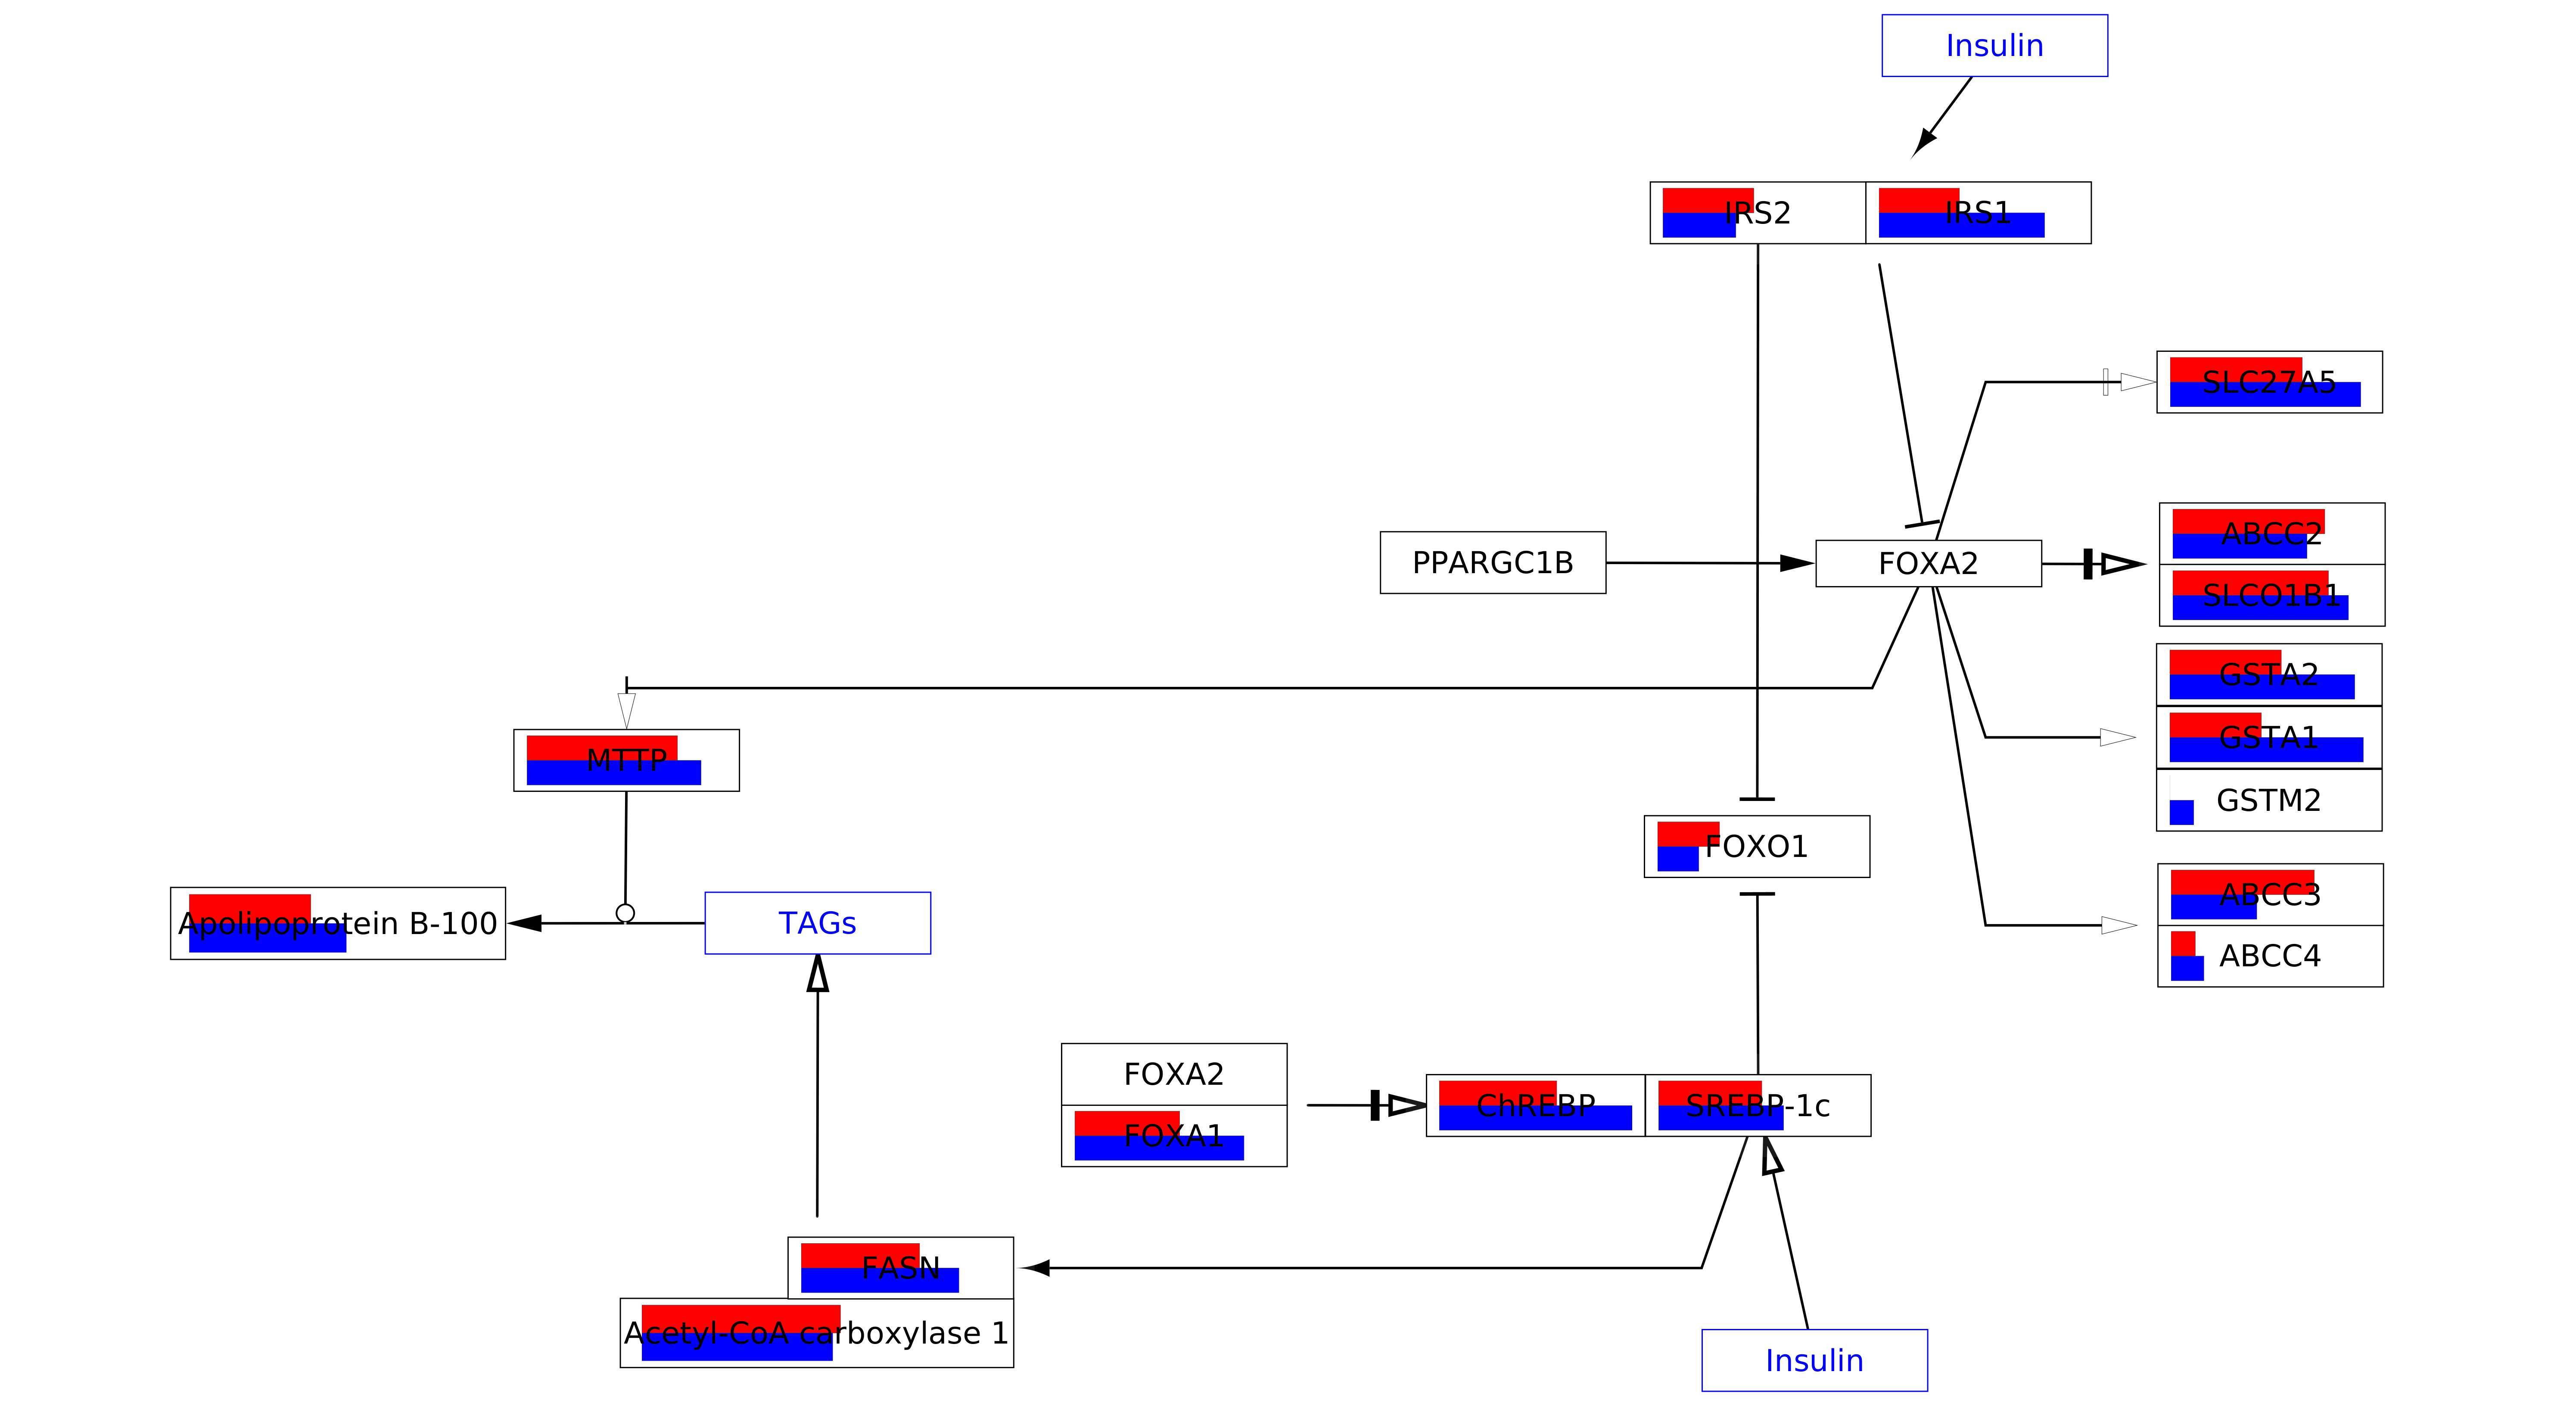 Insulin
IRS2
IRS1
SLC27A5
ABCC2
PPARGC1B
FOXA2
SLCO1B1
GSTA2
GSTA1
MTTP
GSTM2
FOXO1
ABCC3
Apolipoprotein B-100
TAGs
ABCC4
FOXA2
ChREBP
SREBP-1c
FOXA1
FASN
Acetyl-CoA carboxylase 1
Insulin